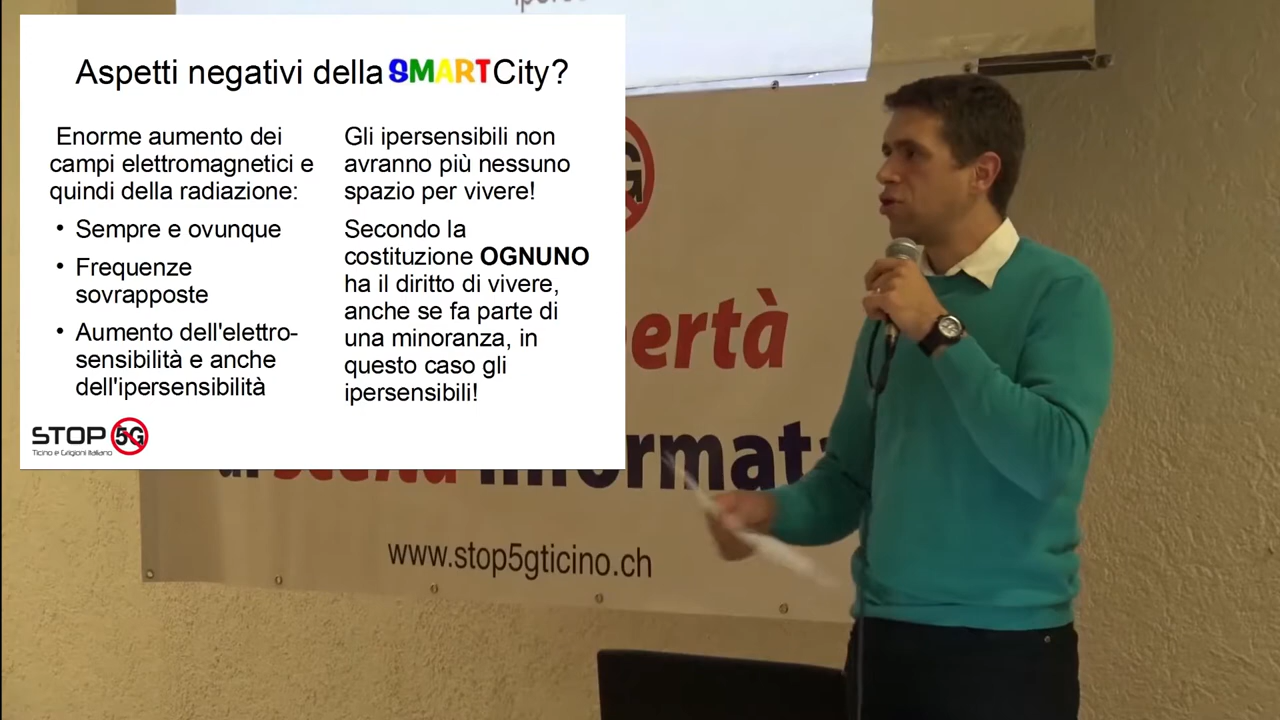 Aspetti negativi della SMART City?
Enorme aumento dei
campi elettromagnetici e
quindi della radiazione:
• Sempre e ovunque
• Frequenze
sovrapposte
• Aumento dell'elettro-
sensibilità e anche
dell'ipersensibilità
Gli ipersensibili non
avranno più nessuno
spazio per vivere!
Secondo la
costituzione OGNUNO
ha il diritto di vivere,
anche se fa parte di
una minoranza, in
questo caso gli
ipersensibili!
STOP 5G
Ticino e Grigioni Italiano
www.stop5gticino.ch